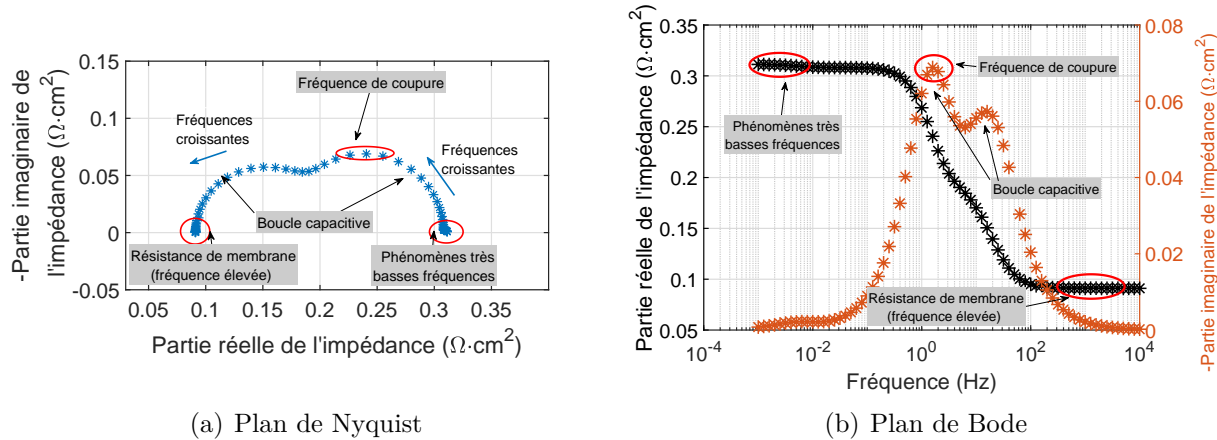 0.15
0.1
0.05
0
-0.05
0.05
0.1
0.15
0.2
0.25
0.3
0.35
-Partie imaginaire de
l'impédance (Ω·cm²)
Partie réelle de l'impédance (Ω·cm²)
Fréquence de coupure
Fréquences
croissantes
Fréquences
croissantes
Boucle capacitive
Résistance de membrane
(fréquence élevée)
Phénomènes très
basses fréquences
(a) Plan de Nyquist
0.35
0.3
0.25
0.2
0.15
0.1
0.05
Partie réelle de l'impédance (Ω·cm²)
10⁻⁴
10⁻²
10⁰
10²
10⁴
Fréquence (Hz)
0.08
0.06
0.04
0.02
0
-Partie imaginaire de l'impédance (Ω·cm²)
Fréquence de coupure
Phénomènes très
basses fréquences
Boucle capacitive
Résistance de membrane
(fréquence élevée)
(b) Plan de Bode